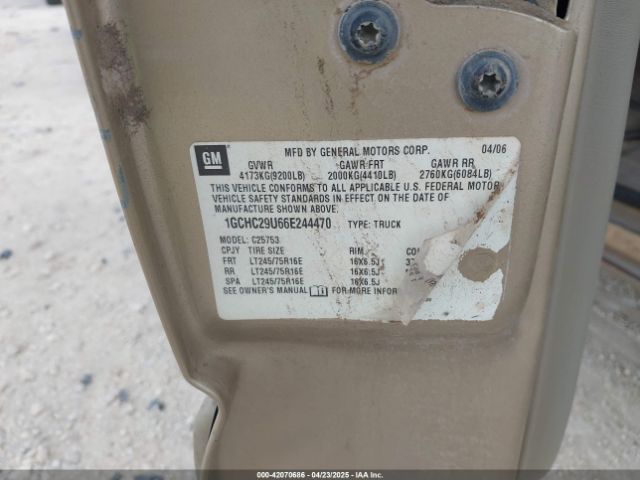 GM
MFD BY GENERAL MOTORS CORP. 04/06
GVWR GAWR FRT GAWR RR
4173KG(9200LB) 2000KG(4410LB) 2760KG(6084LB)
THIS VEHICLE CONFORMS TO ALL APPLICABLE U.S. FEDERAL MOTOR
VEHICLE SAFETY STANDARDS IN EFFECT ON THE DATE OF
MANUFACTURE SHOWN ABOVE.
1GCHC29U66E244470 TYPE: TRUCK
MODEL: C25753
CPJY TIRE SIZE RIM
FRT LT245/75R16E 16X6.5J
RR LT245/75R16E 16X6.5J
SPA LT245/75R16E 16X6.5J
SEE OWNER'S MANUAL FOR MORE INFOR
000-42070686 - 04/23/2025 - IAA Inc.